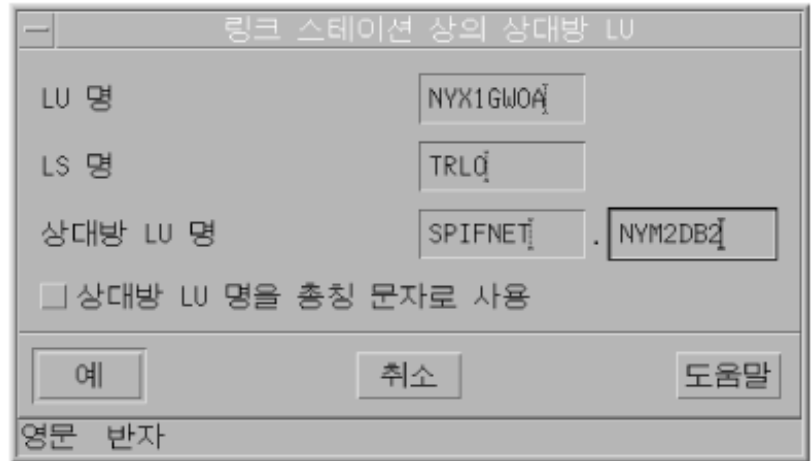 링크 스테이션 상의 상대방 LU
LU 명 NYX1GW0A
LS 명 TRL0
상대방 LU 명 SPIFNET . NYM2DB2
상대방 LU 명을 총칭 문자로 사용
예 취소 도움말
영문 반자